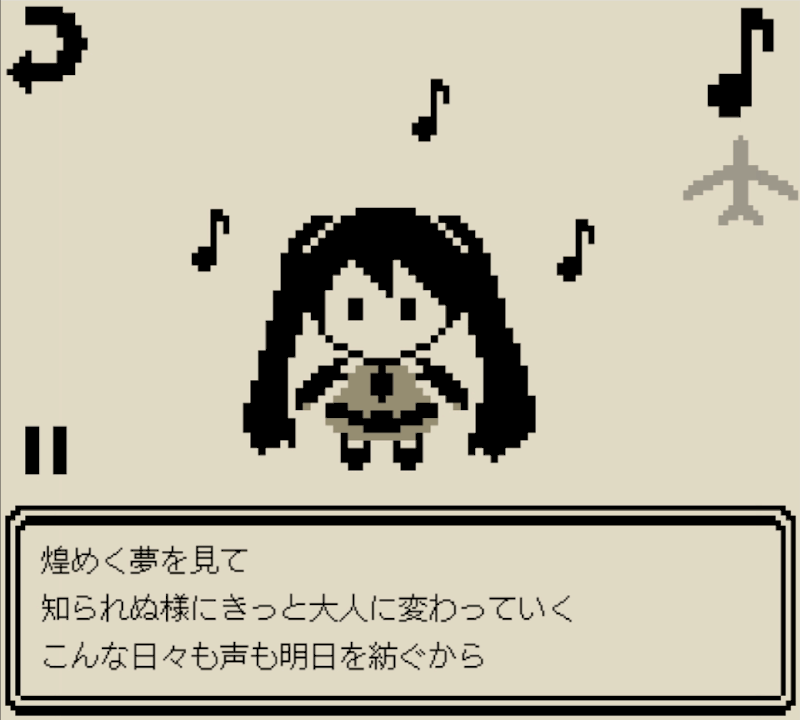 煌めく夢を見て
知られぬ様にきっと大人に変わっていく
こんな日々も声も明日を紡ぐから